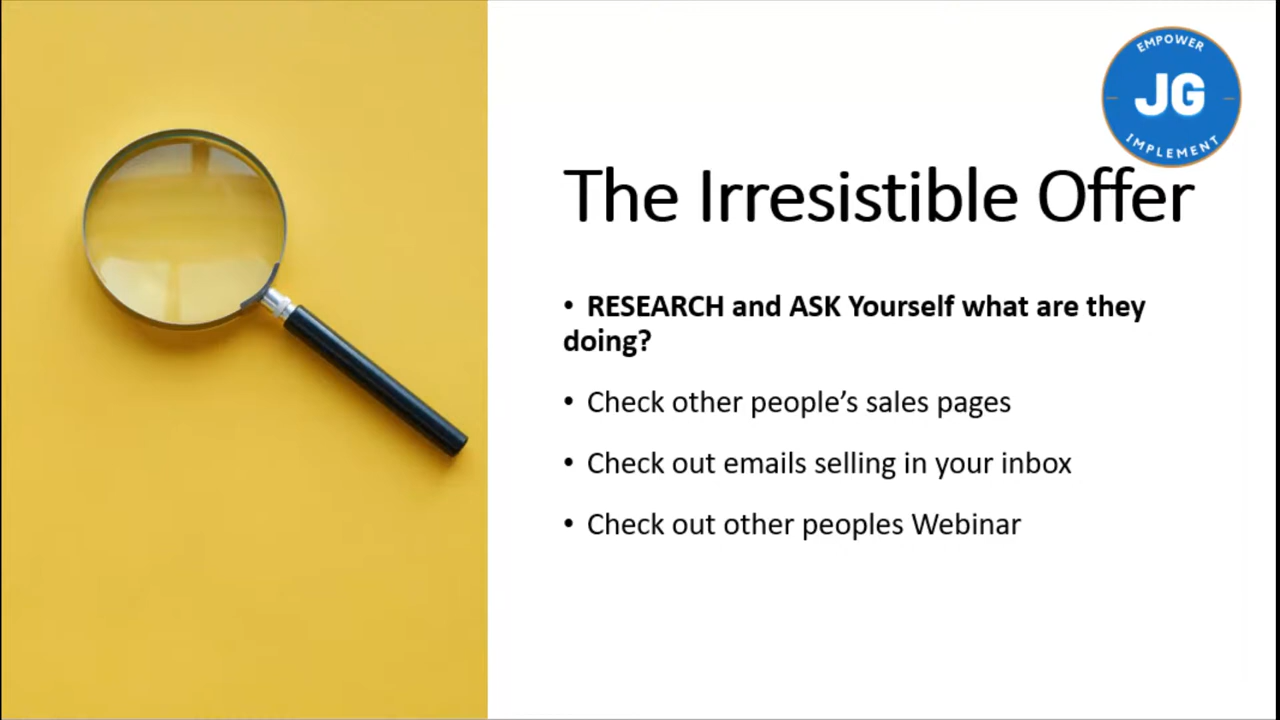 EMPOWER
JG
IMPLEMENT
The Irresistible Offer
• RESEARCH and ASK Yourself what are they
doing?
• Check other people’s sales pages
• Check out emails selling in your inbox
• Check out other peoples Webinar